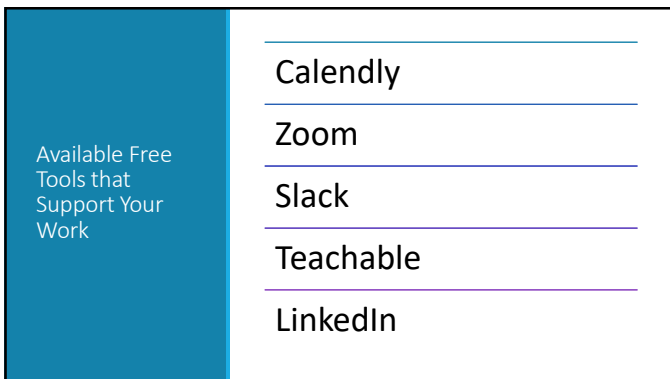 Available Free
Tools that
Support Your
Work
Calendly
Zoom
Slack
Teachable
LinkedIn